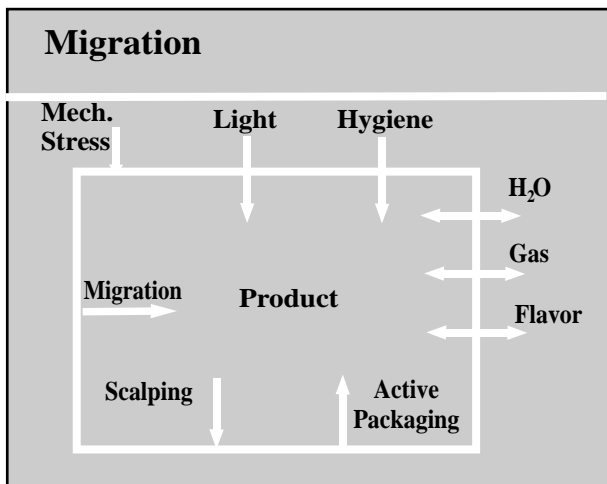 Migration
Mech.
Stress
Light
Hygiene
H₂O
Gas
Migration
Product
Flavor
Scalping
Active
Packaging